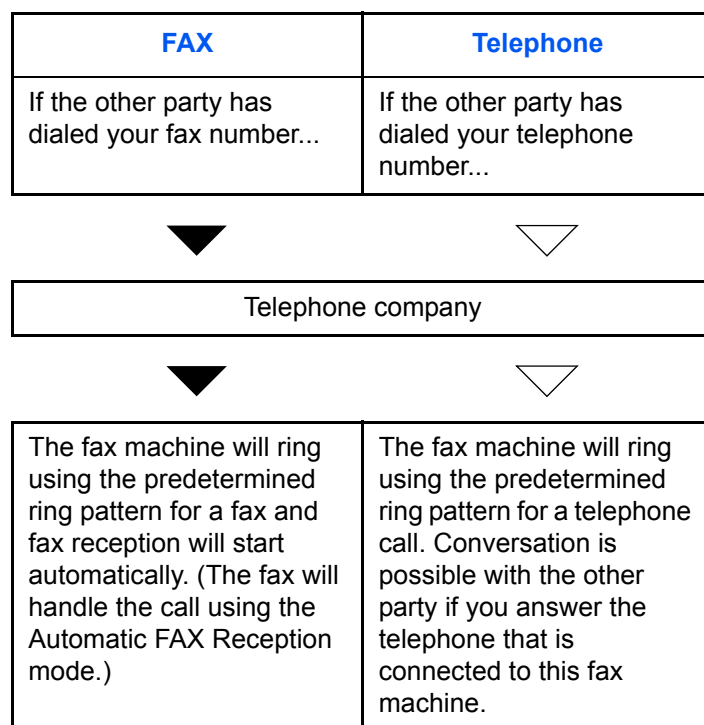 FAX
Telephone
If the other party has
dialed your fax number...
If the other party has
dialed your telephone
number...
Telephone company
The fax machine will ring
using the predetermined
ring pattern for a fax and
fax reception will start
automatically. (The fax will
handle the call using the
Automatic FAX Reception
mode.)
The fax machine will ring
using the predetermined
ring pattern for a telephone
call. Conversation is
possible with the other
party if you answer the
telephone that is
connected to this fax
machine.